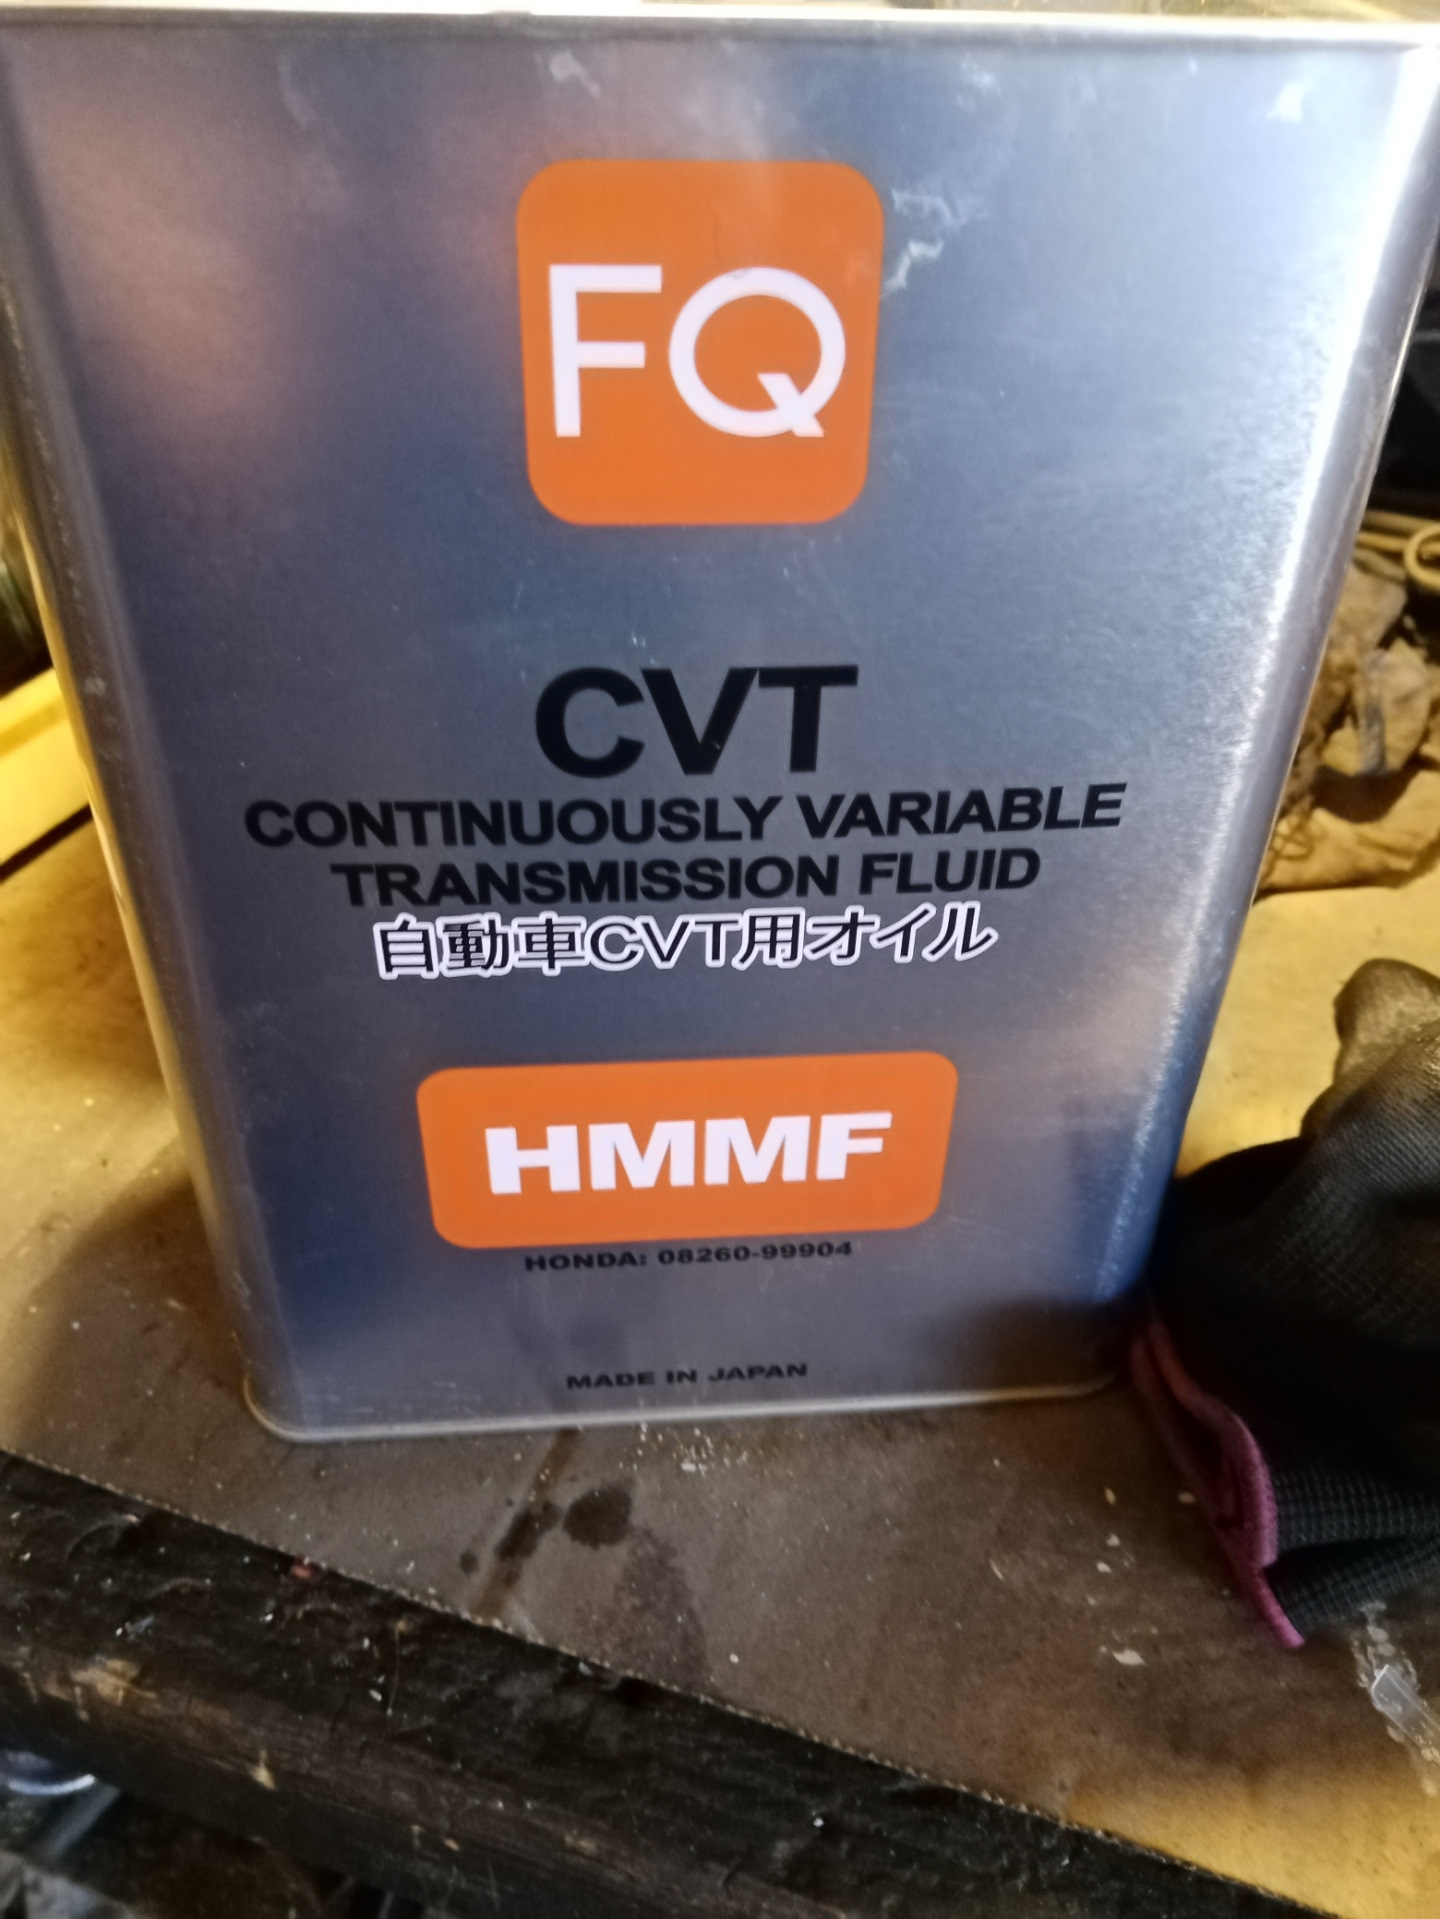 FQ
CVT
CONTINUOUSLY VARIABLE
TRANSMISSION FLUID
自動車CVT用オイル
HMMF
HONDA: 08260-99904
MADE IN JAPAN